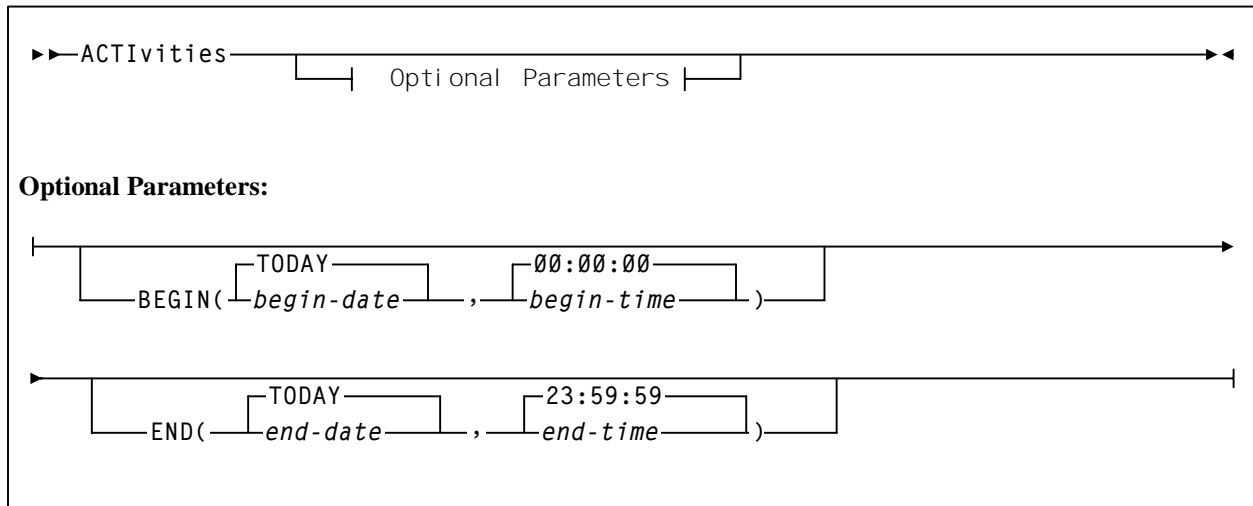 ACTIvities
Optional Parameters
Optional Parameters:
TODAY 00:00:00
BEGIN( begin-date , begin-time )
TODAY 23:59:59
END( end-date , end-time )